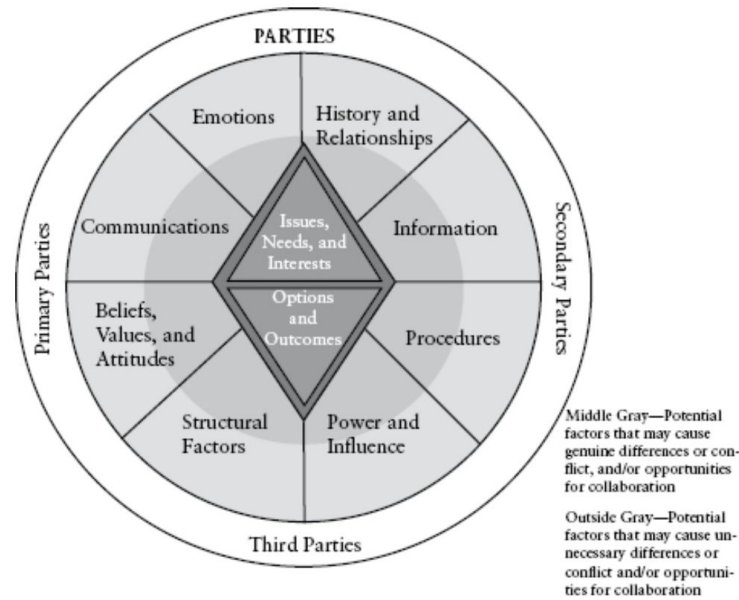 PARTIES
Emotions
History and
Relationships
Communications
Issues,
Needs, and
Interests
Information
Primary Parties
Secondary Parties
Beliefs,
Values, and
Attitudes
Options
and
Outcomes
Procedures
Structural
Factors
Power and
Influence
Third Parties
Middle Gray—Potential
factors that may cause
genuine differences or con-
flict, and/or opportunities
for collaboration
Outside Gray—Potential
factors that may cause un-
necessary differences or
conflict and/or opportuni-
ties for collaboration